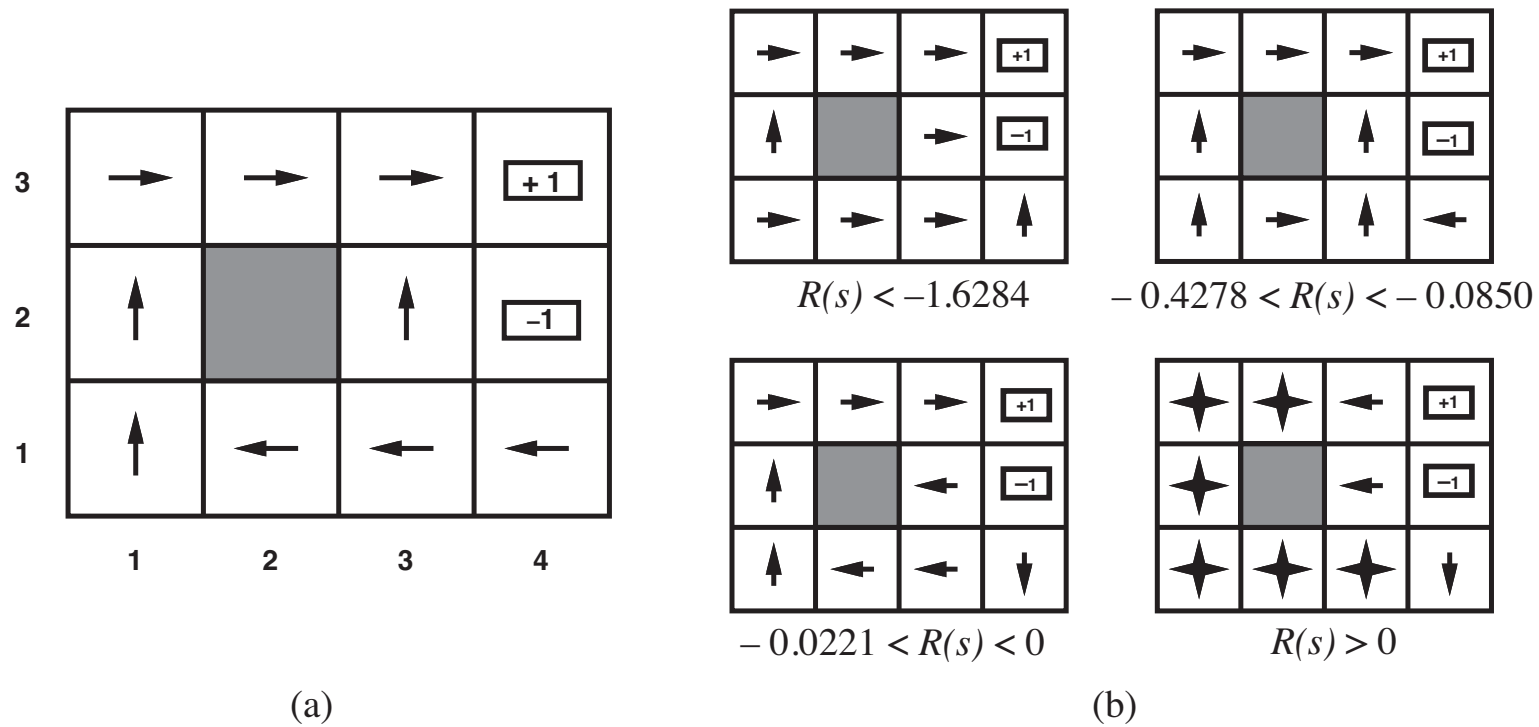 3
+ 1
2
–1
1
1 2 3 4
(a)
+1
–1
R(s) < –1.6284
+1
–1
– 0.4278 < R(s) < – 0.0850
+1
–1
– 0.0221 < R(s) < 0
+1
–1
R(s) > 0
(b)